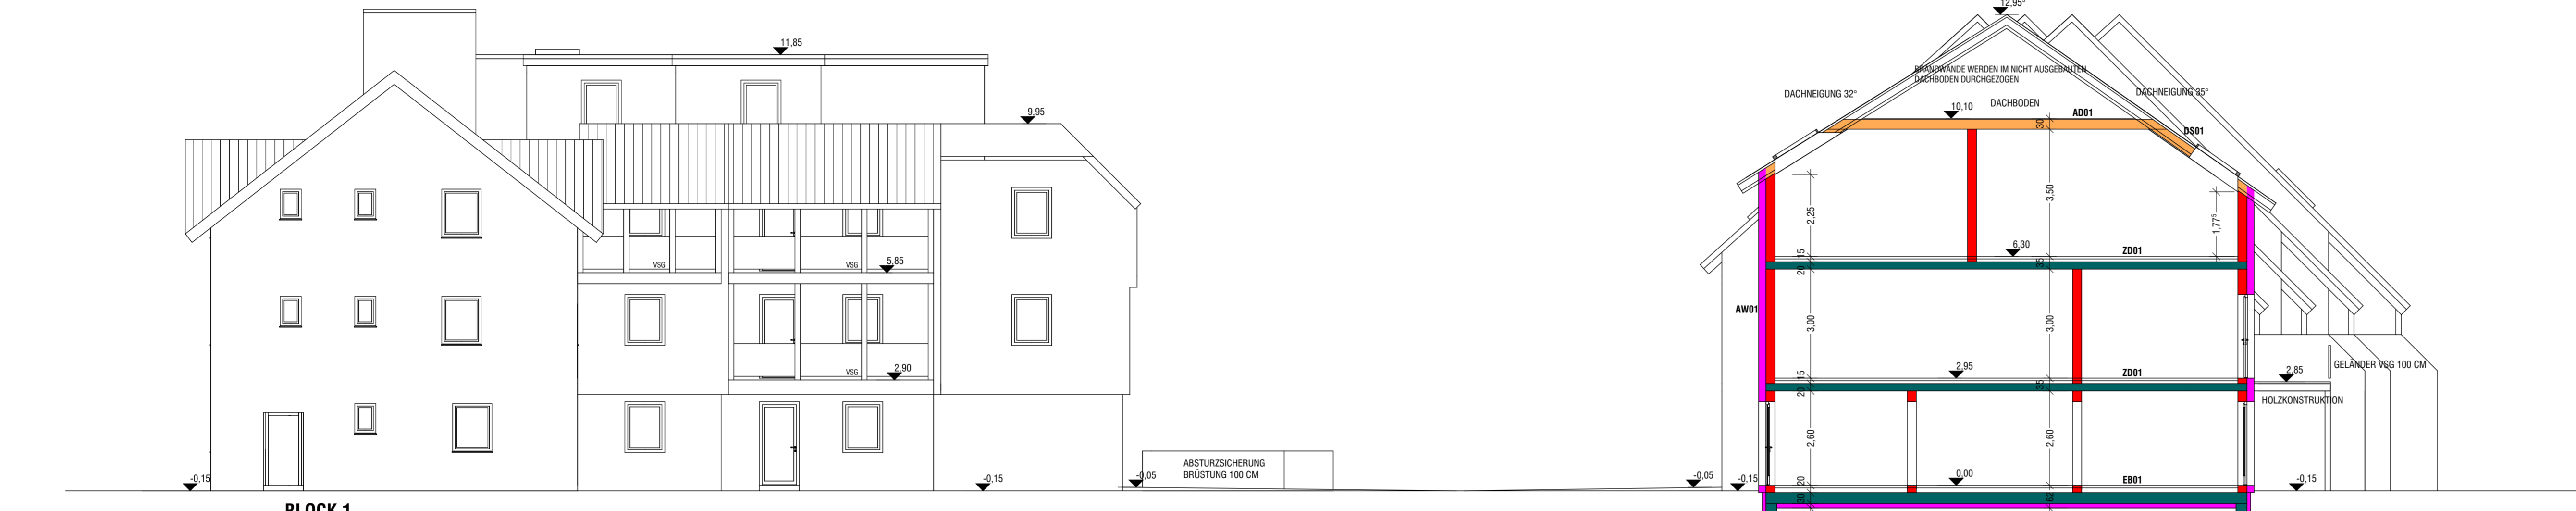 11,85
9,95
VSG
VSG
5,85
VSG
2,90
-0,15
-0,15
-0,05
ABSTURZSICHERUNG
BRÜSTUNG 100 CM
BLOCK 1
12,95⁵
BRANDWÄNDE WERDEN IM NICHT AUSGEBAUTEN
DACHBODEN DURCHGEZOGEN
DACHNEIGUNG 32°
DACHNEIGUNG 35°
10,10
DACHBODEN
AD01
30
DS01
3,50
2,25
1,77⁵
6,30
ZD01
15
35
20
AW01
3,00
3,00
2,95
ZD01
15
35
20
2,85
GELÄNDER VSG 100 CM
HOLZKONSTRUKTION
2,60
2,60
-0,05
-0,15
0,00
EB01
-0,15
20
30
62